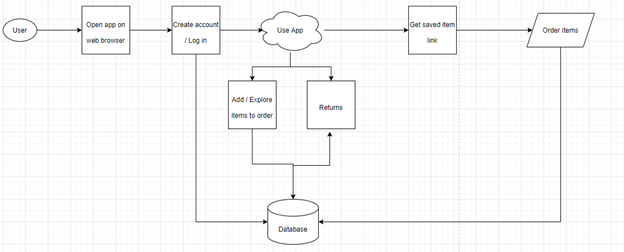 User
Open app on
web browser
Create account
/ Log in
Use App
Get saved item
link
Order Items
Add / Explore
items to order
Returns
Database